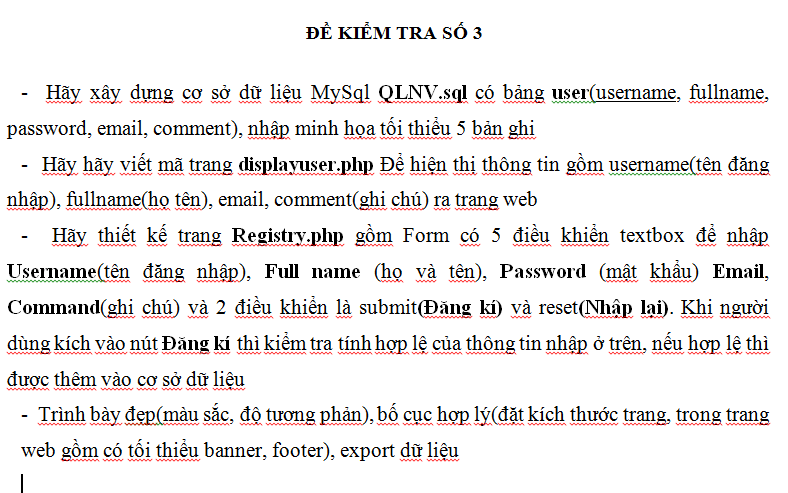 ĐỀ KIỂM TRA SỐ 3
- Hãy xây dựng cơ sở dữ liệu MySql QLNV.sql có bảng user(username, fullname,
password, email, comment), nhập minh họa tối thiểu 5 bản ghi
- Hãy hãy viết mã trang displayuser.php Để hiện thị thông tin gồm username(tên đăng
nhập), fullname(họ tên), email, comment(ghi chú) ra trang web
- Hãy thiết kế trang Registry.php gồm Form có 5 điều khiển textbox để nhập
Username(tên đăng nhập), Full name (họ và tên), Password (mật khẩu) Email,
Command(ghi chú) và 2 điều khiển là submit(Đăng kí) và reset(Nhập lại). Khi người
dùng kích vào nút Đăng kí thì kiểm tra tính hợp lệ của thông tin nhập ở trên, nếu hợp lệ thì
được thêm vào cơ sở dữ liệu
- Trình bày đẹp(màu sắc, độ tương phản), bố cục hợp lý(đặt kích thước trang, trong trang
web gồm có tối thiểu banner, footer), export dữ liệu